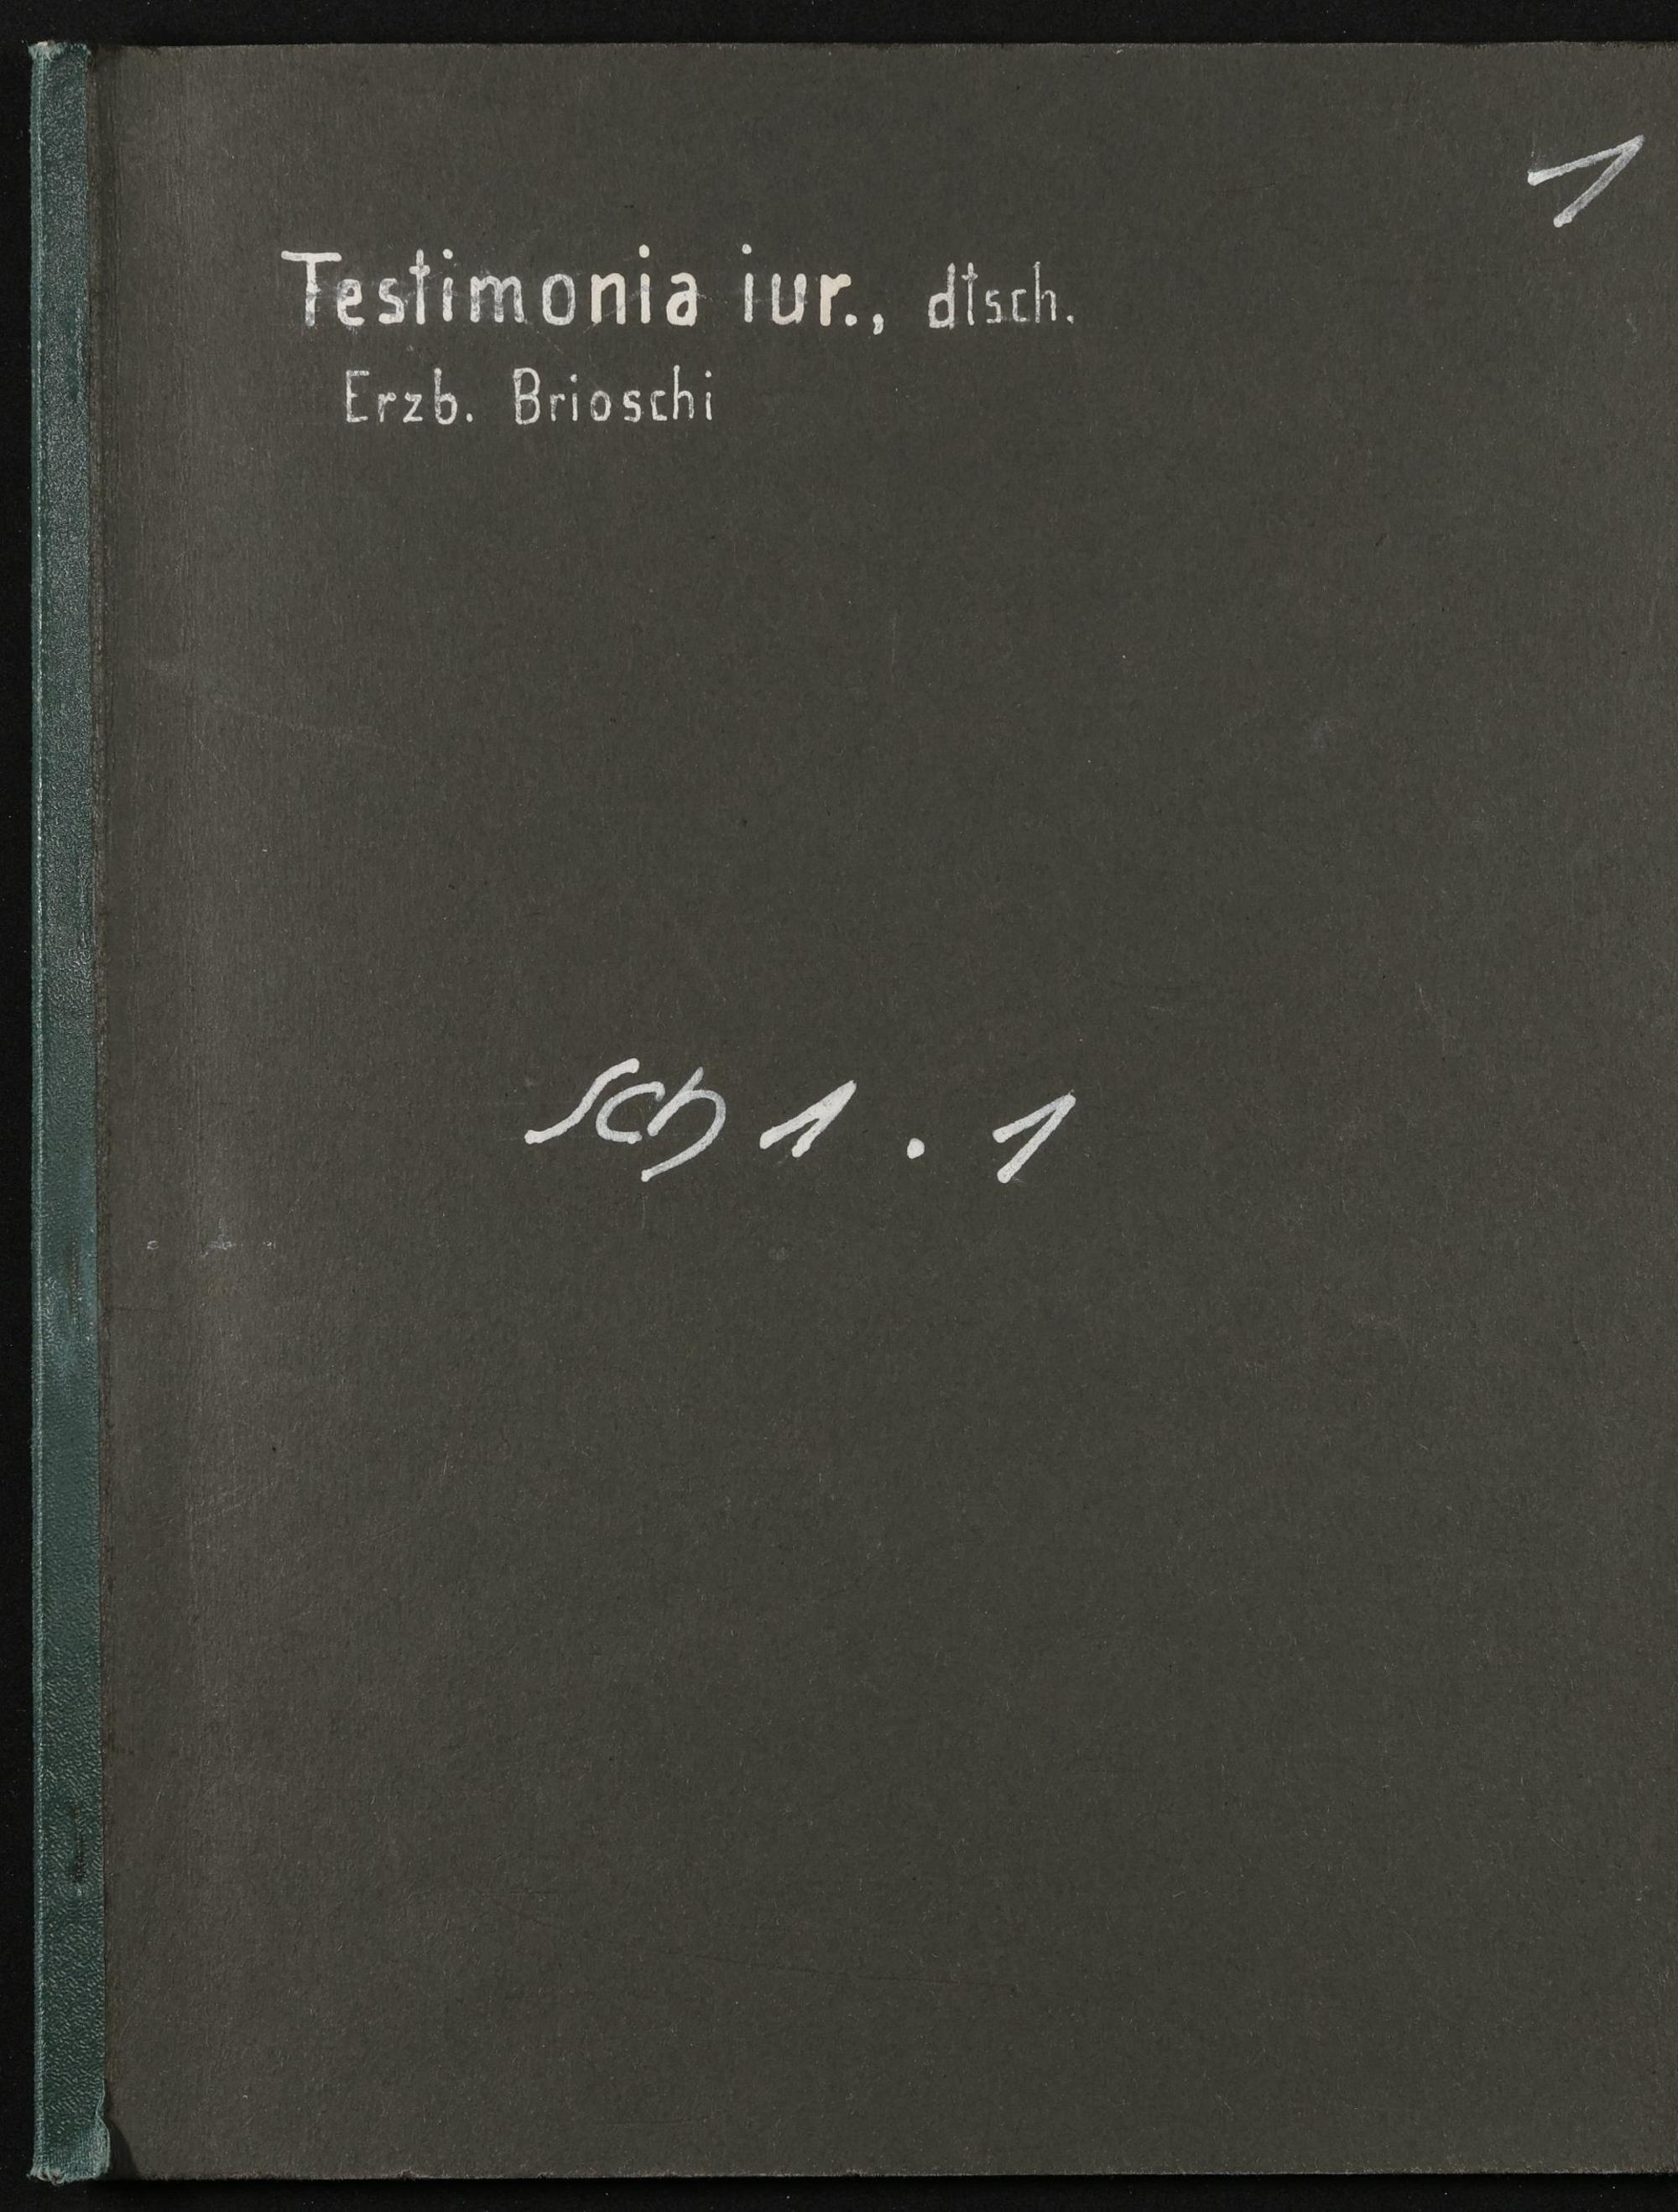 1
Testimonia iur., dtsch.
Erzb. Brioschi
Sch 1 . 1